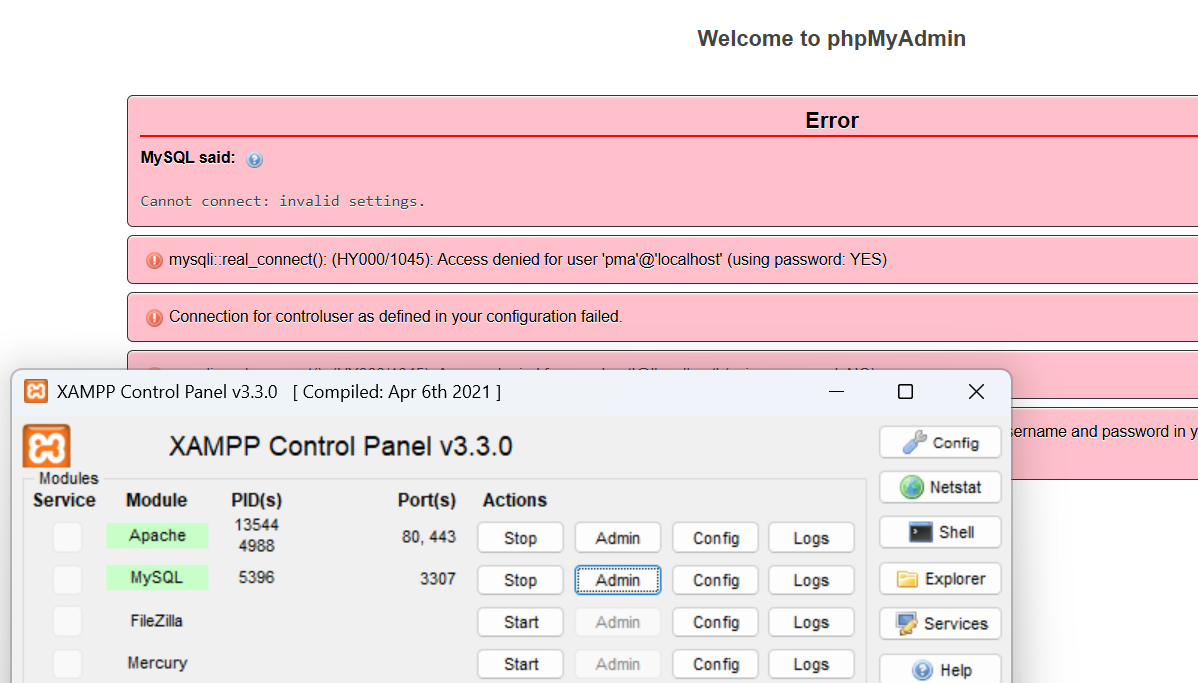 Welcome to phpMyAdmin
Error
MySQL said:
Cannot connect: invalid settings.
mysqli::real_connect(): (HY000/1045): Access denied for user 'pma'@'localhost' (using password: YES)
Connection for controluser as defined in your configuration failed.
sername and password in y
XAMPP Control Panel v3.3.0 [ Compiled: Apr 6th 2021 ]
XAMPP Control Panel v3.3.0
Config
Modules
Service Module PID(s) Port(s) Actions
Netstat
Apache 13544 4988 80, 443 Stop Admin Config Logs
Shell
MySQL 5396 3307 Stop Admin Config Logs
Explorer
FileZilla Start Admin Config Logs
Services
Mercury Start Admin Config Logs
Help